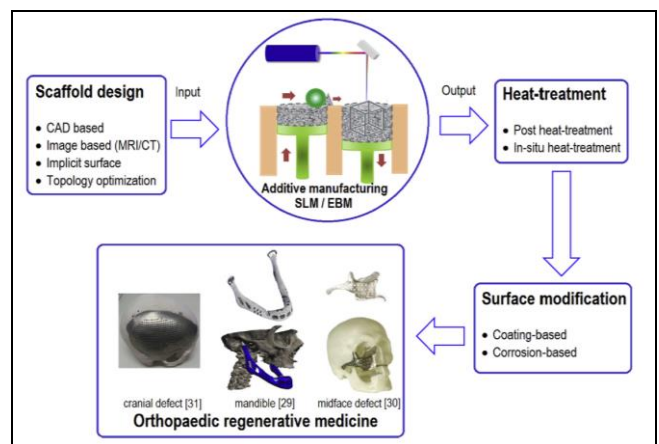 Scaffold design
• CAD based
• Image based (MRI/CT)
• Implicit surface
• Topology optimization
Input
Additive manufacturing
SLM / EBM
Output
Heat-treatment
• Post heat-treatment
• In-situ heat-treatment
Surface modification
• Coating-based
• Corrosion-based
cranial defect [31]
mandible [29]
midface defect [30]
Orthopaedic regenerative medicine